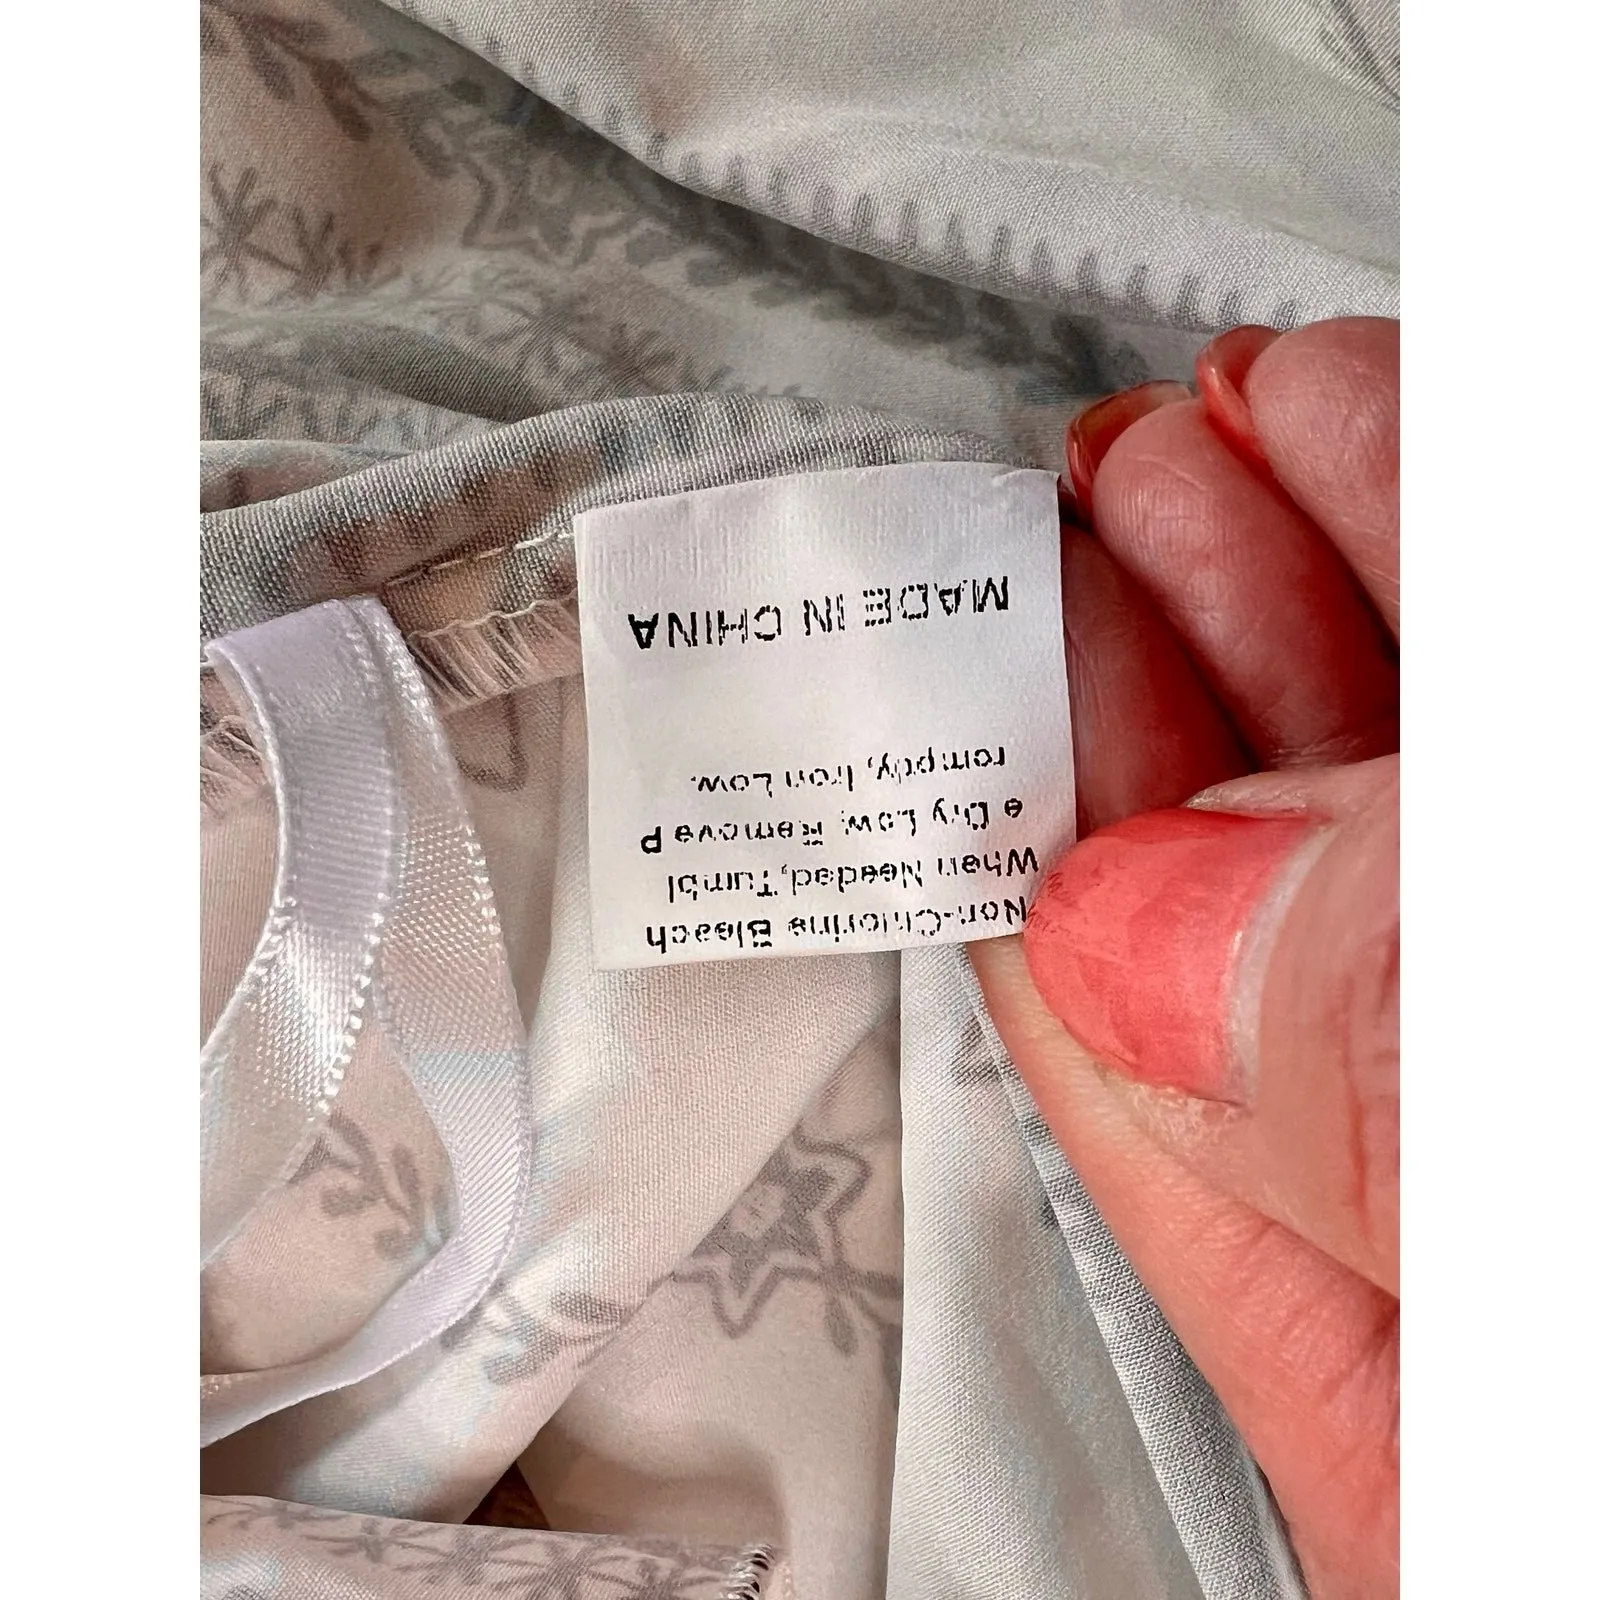 Non-Chlorine Bleach
When Needed,Tumbl
e Dry Low, Remove P
romptly, Iron Low.
MADE IN CHINA